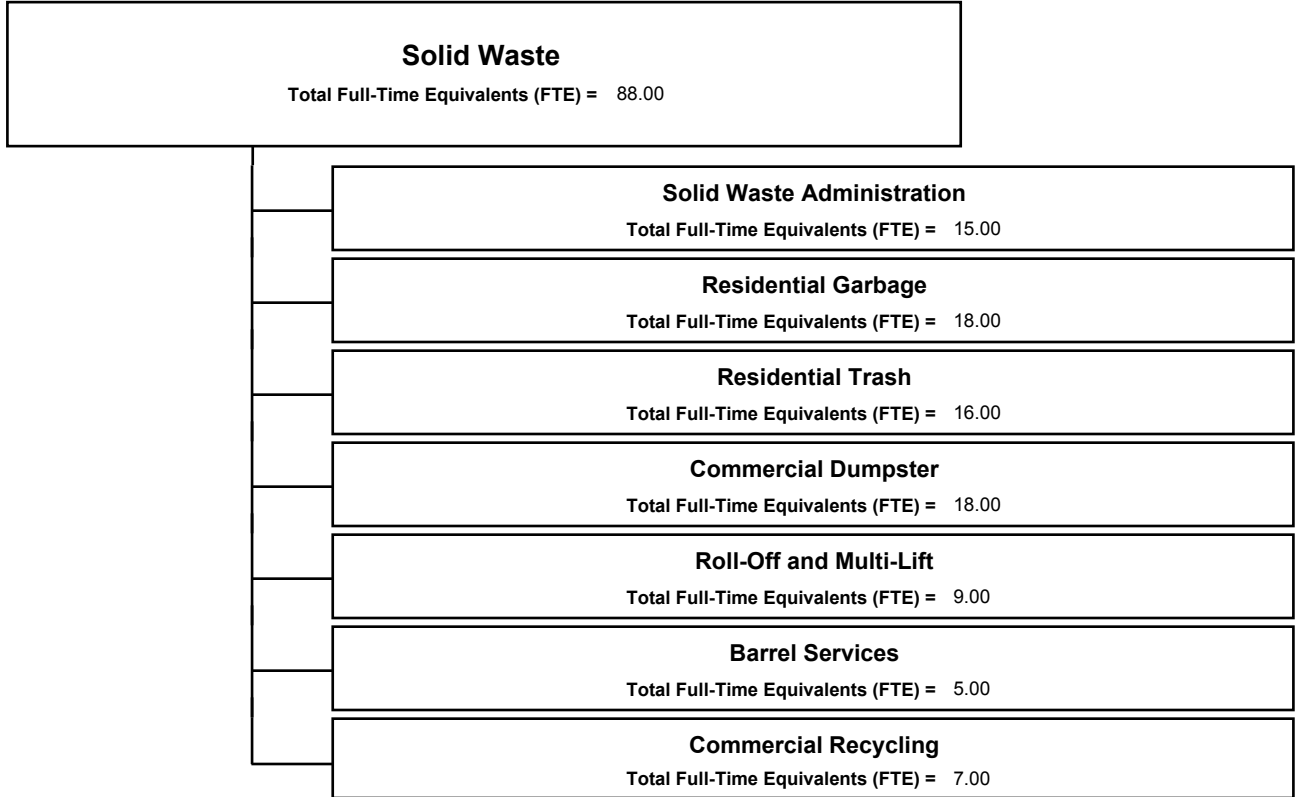 Solid Waste
Total Full-Time Equivalents (FTE) = 88.00
Solid Waste Administration
Total Full-Time Equivalents (FTE) = 15.00
Residential Garbage
Total Full-Time Equivalents (FTE) = 18.00
Residential Trash
Total Full-Time Equivalents (FTE) = 16.00
Commercial Dumpster
Total Full-Time Equivalents (FTE) = 18.00
Roll-Off and Multi-Lift
Total Full-Time Equivalents (FTE) = 9.00
Barrel Services
Total Full-Time Equivalents (FTE) = 5.00
Commercial Recycling
Total Full-Time Equivalents (FTE) = 7.00